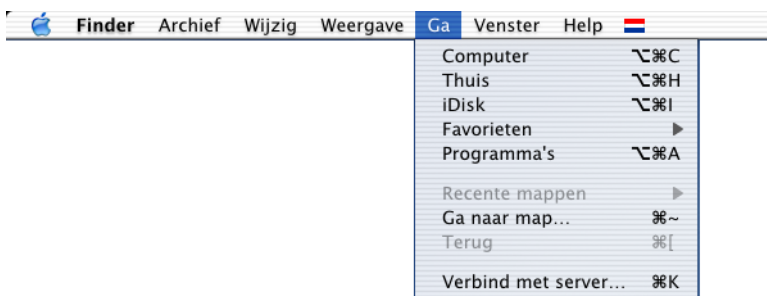 Finder Archief Wijzig Weergave Ga Venster Help
Computer ⌥⌘C
Thuis ⌥⌘H
iDisk ⌥⌘I
Favorieten
Programma's ⌥⌘A
Recente mappen
Ga naar map... ⌘~
Terug ⌘[
Verbind met server... ⌘K